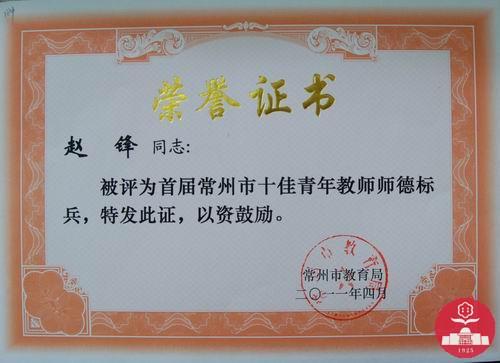 荣誉证书
赵 锋 同志:
被评为首届常州市十佳青年教师师德标
兵，特发此证，以资鼓励。
常州市教育局
二〇一一年四月
1925